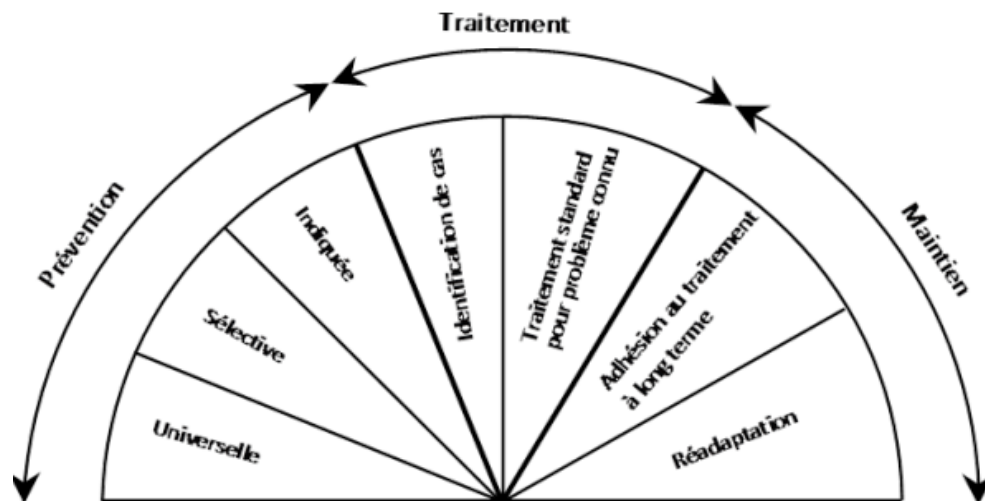 Traitement
Prévention
Maintien
Universelle
Sélective
Indiquée
Identification de cas
Traitement standard
pour problème connu
Adhésion au traitement
à long terme
Réadaptation